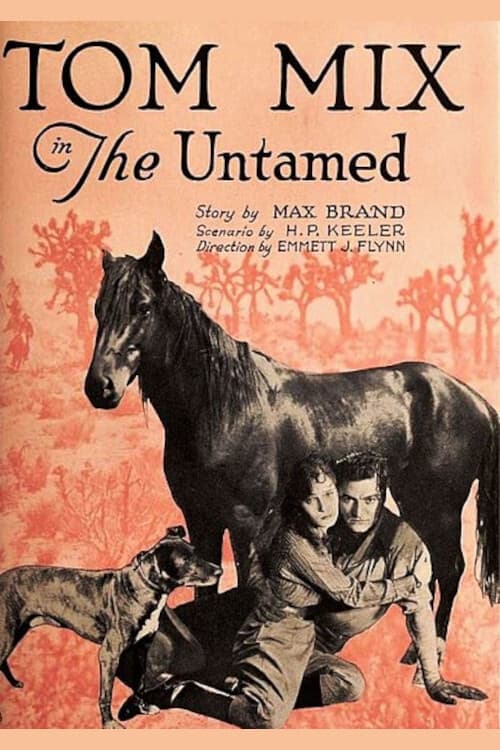 TOM MIX
in The Untamed
Story by MAX BRAND
Scenario by H. P. KEELER
Direction by EMMETT J. FLYNN